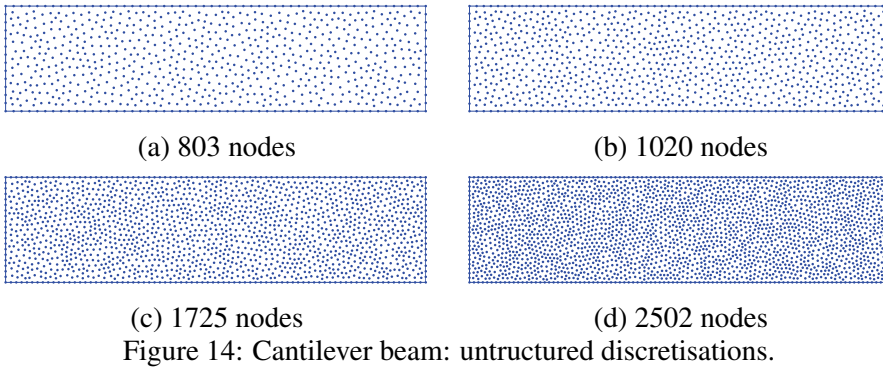 (a) 803 nodes
(b) 1020 nodes
(c) 1725 nodes
(d) 2502 nodes
Figure 14: Cantilever beam: untructured discretisations.